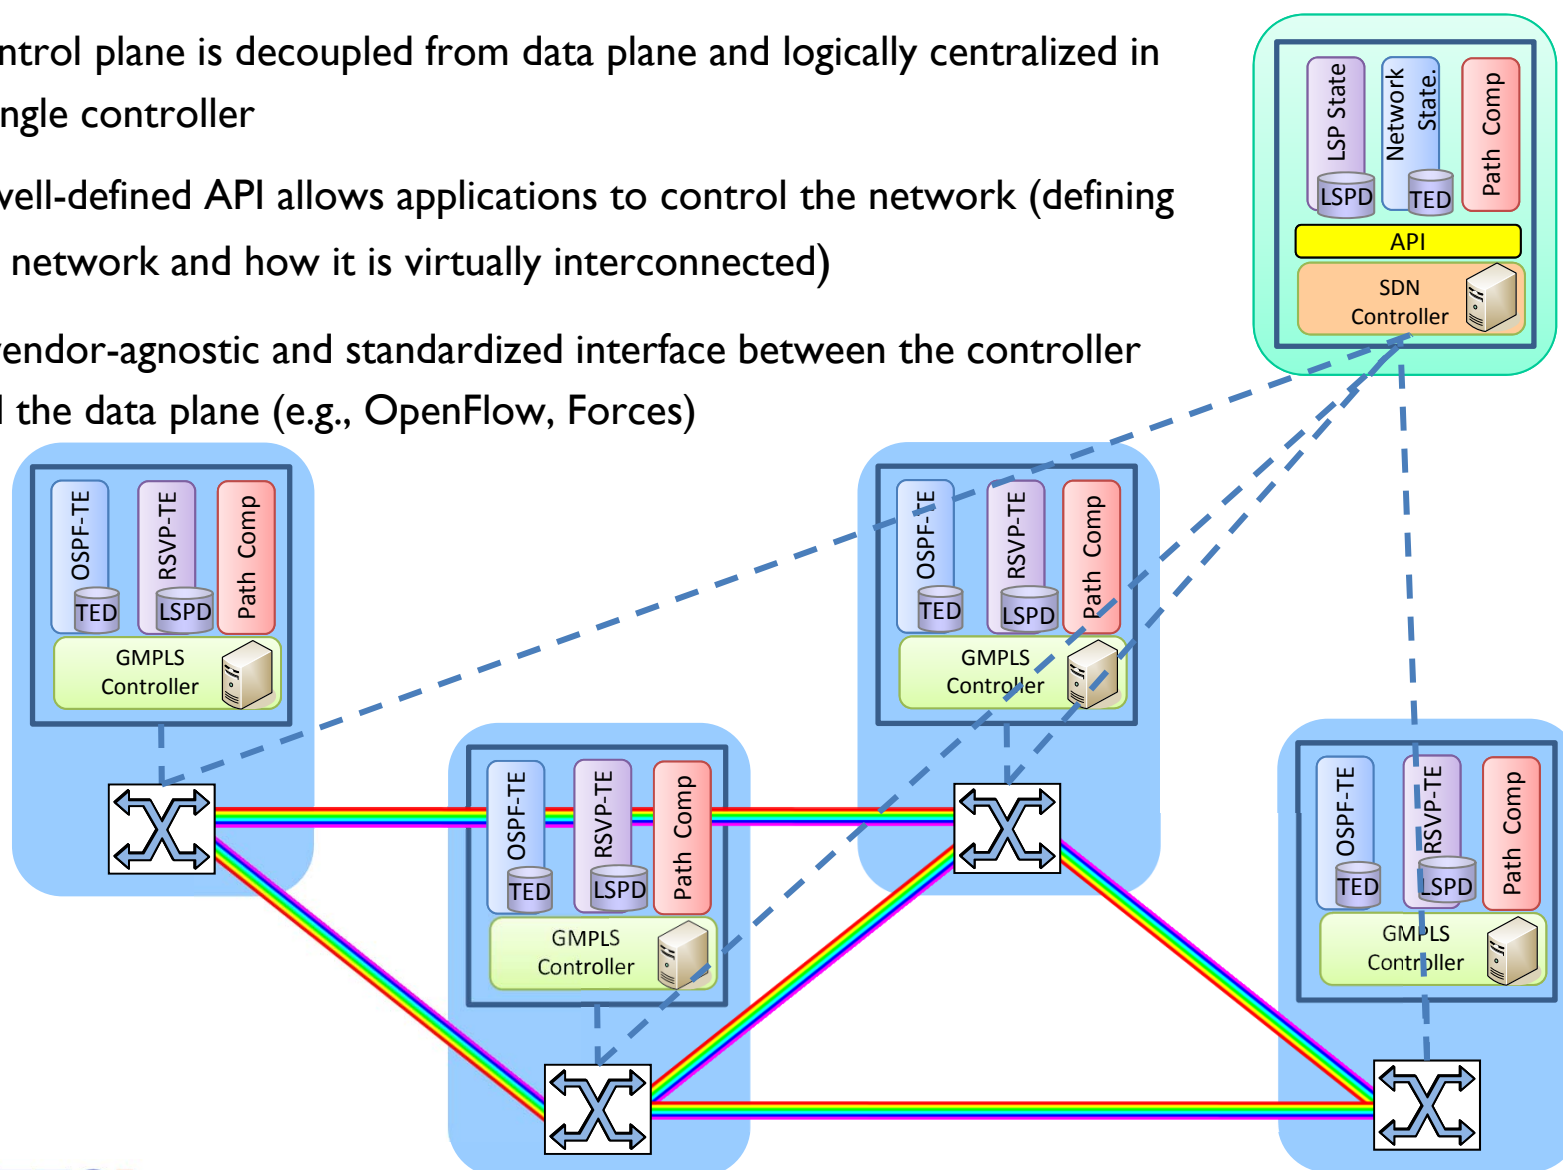 ntrol plane is decoupled from data plane and logically centralized in
ngle controller
well-defined API allows applications to control the network (defining
network and how it is virtually interconnected)
vendor-agnostic and standardized interface between the controller
the data plane (e.g., OpenFlow, Forces)
LSP State
LSPD
Network
State.
TED
Path Comp
API
SDN
Controller
OSPF-TE
TED
RSVP-TE
LSPD
Path Comp
GMPLS
Controller
OSPF-TE
TED
RSVP-TE
LSPD
Path Comp
GMPLS
Controller
OSPF-TE
TED
RSVP-TE
LSPD
Path Comp
GMPLS
Controller
OSPF-TE
TED
RSVP-TE
LSPD
Path Comp
GMPLS
Controller